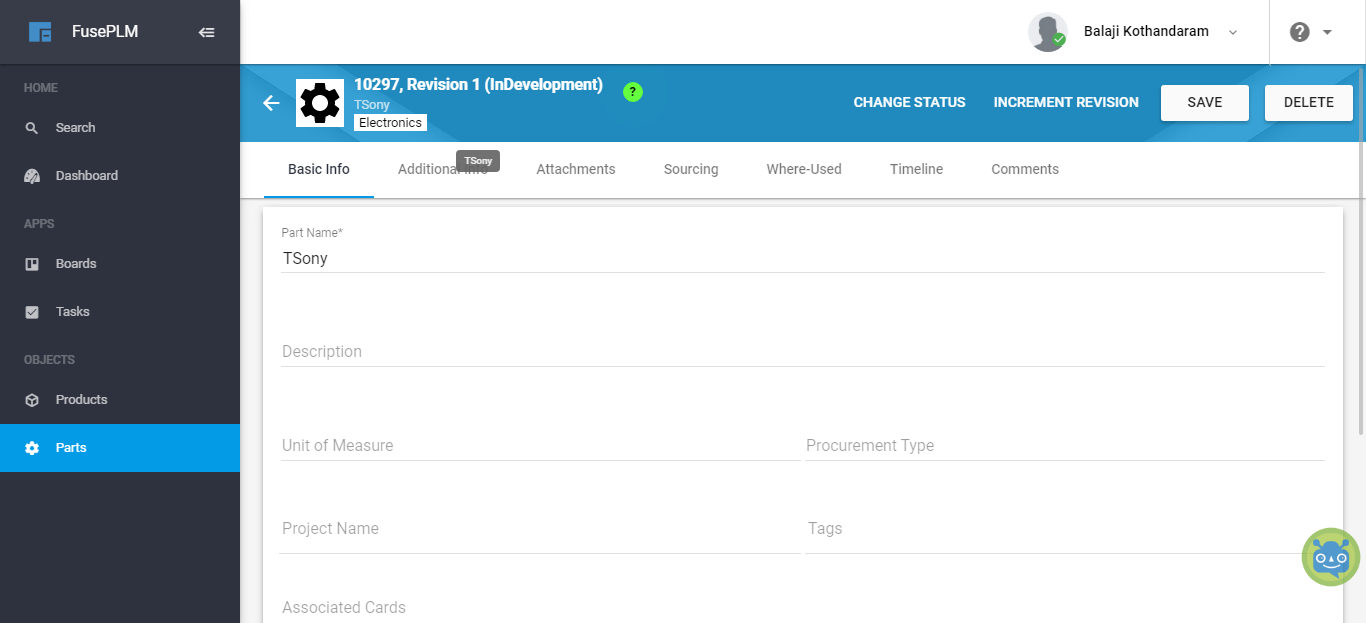 FusePLM
HOME
Search
Dashboard
APPS
Boards
Tasks
OBJECTS
Products
Parts
Balaji Kothandaram
?
10297, Revision 1 (InDevelopment)
?
TSony
Electronics
CHANGE STATUS
INCREMENT REVISION
SAVE
DELETE
TSony
Basic Info
Additional Info
Attachments
Sourcing
Where-Used
Timeline
Comments
Part Name*
TSony
Description
Unit of Measure
Procurement Type
Project Name
Tags
Associated Cards